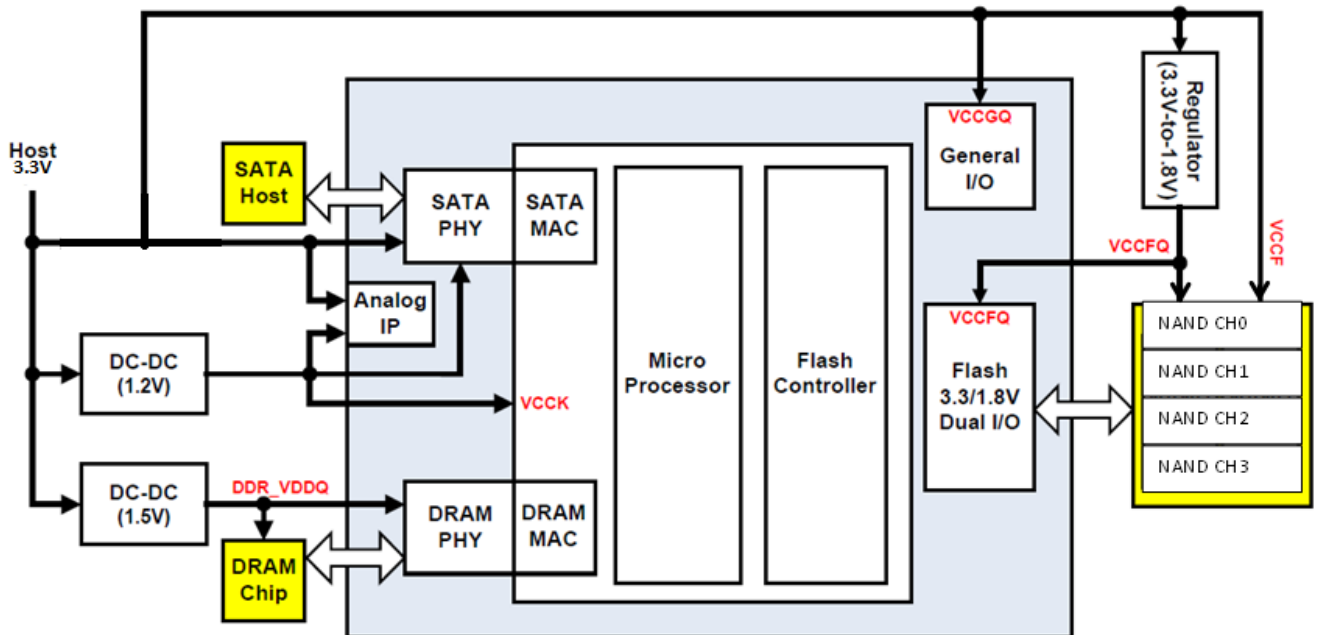 Host
3.3V
SATA
Host
SATA
PHY
SATA
MAC
Analog
IP
DC-DC
(1.2V)
VCCK
DC-DC
(1.5V)
DDR_VDDQ
DRAM
Chip
DRAM
PHY
DRAM
MAC
Micro
Processor
Flash
Controller
VCCGQ
General
I/O
VCCFQ
Flash
3.3/1.8V
Dual I/O
Regulator
(3.3V-to-1.8V)
VCCFQ
VCCF
NAND CH0
NAND CH1
NAND CH2
NAND CH3